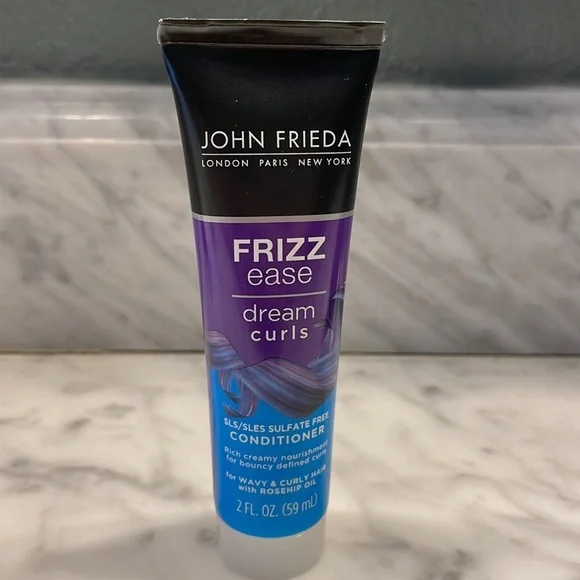 JOHN FRIEDA
LONDON PARIS NEW YORK
FRIZZ
ease
dream
curls
SLS/SLES SULFATE FREE
CONDITIONER
Rich creamy nourishment
for bouncy defined curls
for WAVY & CURLY HAIR
with ROSEHIP OIL
2 FL. OZ. (59 mL)